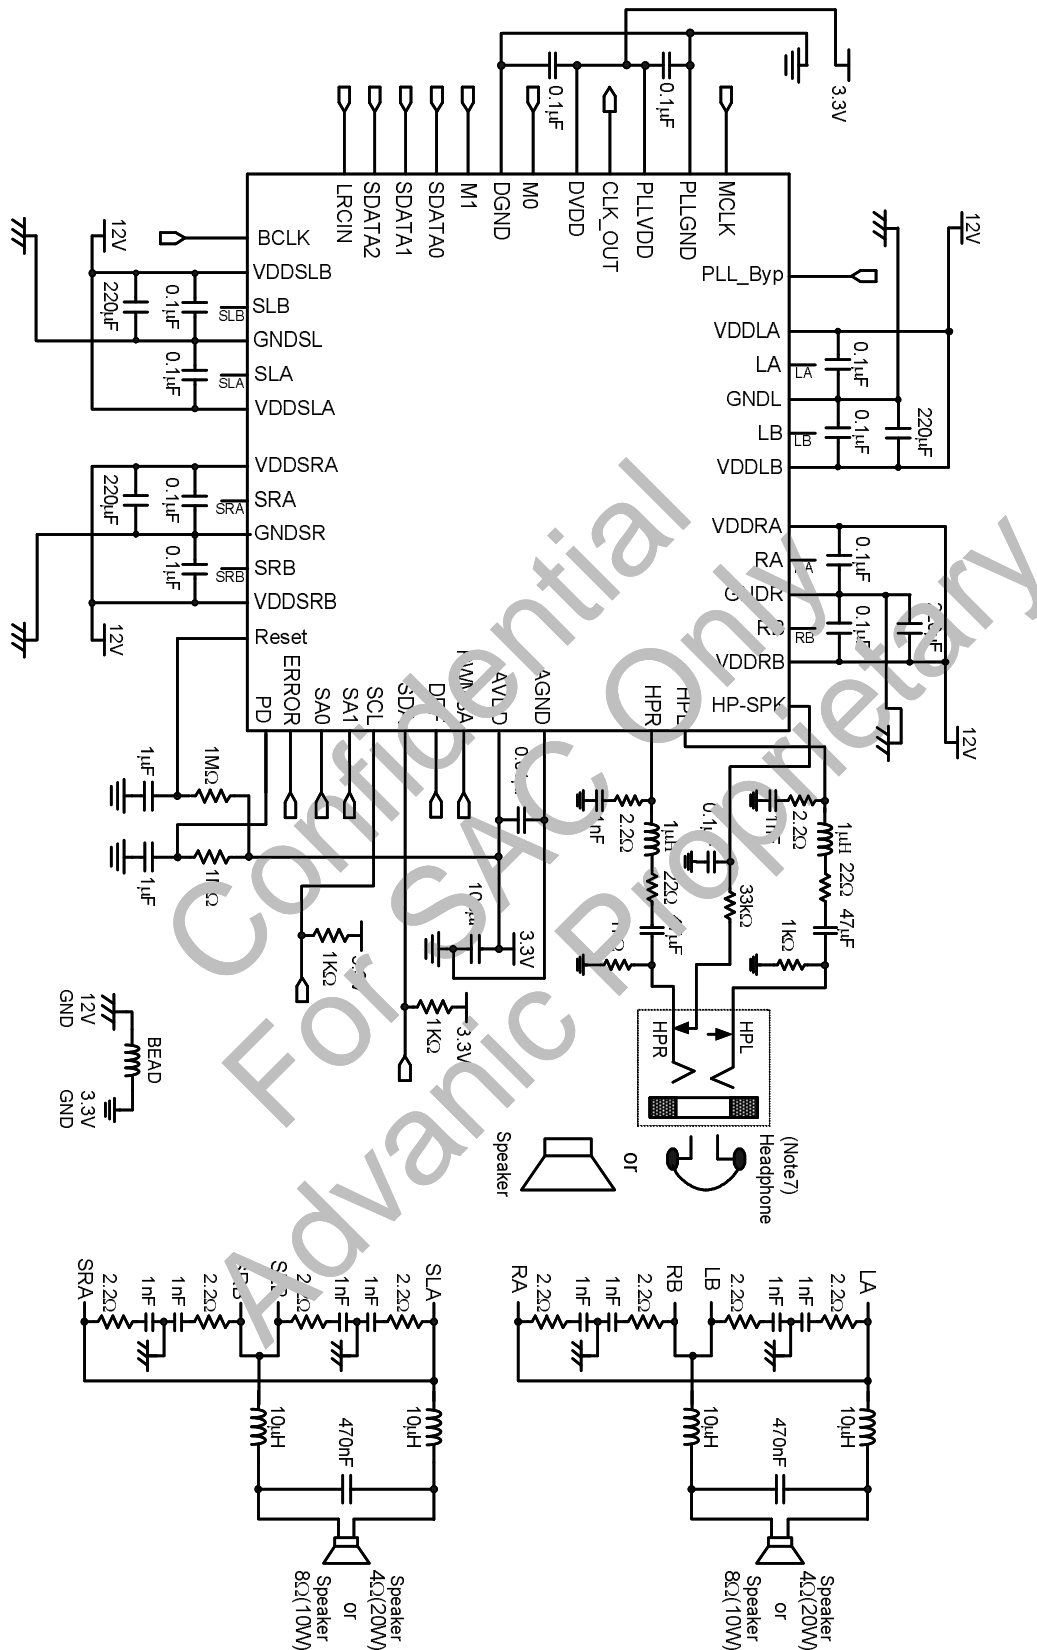 3.3V
0.1µF
0.1µF
LRCIN
SDATA2
SDATA1
SDATA0
M1
DGND
M0
DVDD
CLK_OUT
PLLVDD
PLLGND
MCLK
12V
BCLK
VDDSLB
SLB
SLB
GNDSL
SLA
SLA
VDDSLA
220µF
0.1µF
0.1µF
VDDSRA
SRA
SRA
GNDSR
SRB
SRB
VDDSRB
220µF
0.1µF
0.1µF
12V
Reset
12V
PLL_Byp
VDDLA
LA
LA
GNDL
LB
LB
VDDLB
0.1µF
0.1µF
220µF
VDDRA
RA
VDDRB
RB
0.1µF
0.1µF
HP-SPK
12V
PD
ERROR
SA0
SA1
SCL
AGND
HPR
HPL
1µF
1MΩ
1µF
2.2Ω
1µH
22Ω
2.2Ω
1µH
22Ω
47µF
33kΩ
1kΩ
1KΩ
3.3V
1KΩ
3.3V
HPR
HPL
(Note7)
Headphone
or
Speaker
12V
GND
BEAD
3.3V
GND
SRA
2.2Ω
1nF
1nF
2.2Ω
2.2Ω
1nF
1nF
2.2Ω
SLA
10µH
470nF
10µH
Speaker
4Ω(20W)
or
Speaker
8Ω(10W)
RA
2.2Ω
1nF
1nF
2.2Ω
RB
LB
2.2Ω
1nF
1nF
2.2Ω
LA
10µH
470nF
10µH
Speaker
4Ω(20W)
or
Speaker
8Ω(10W)
Confidential
For SAC Only
Advanic Proprietary